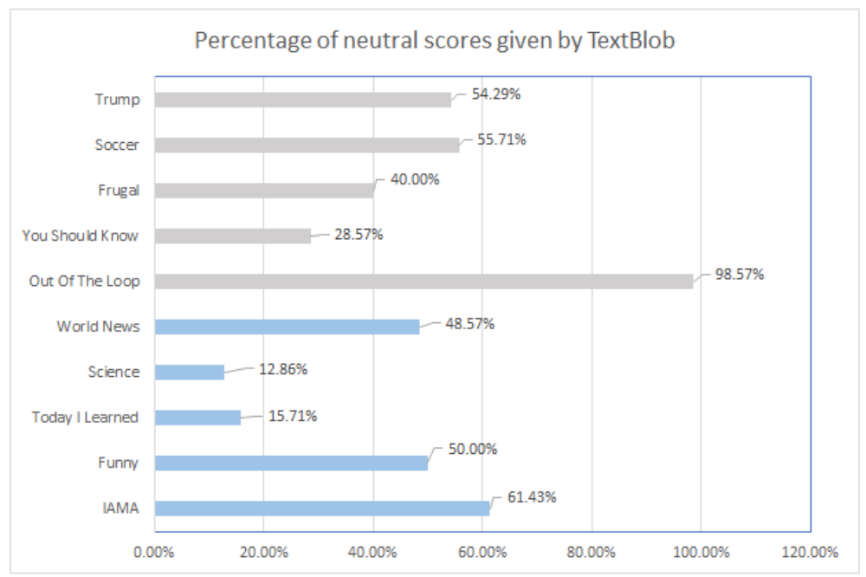 Percentage of neutral scores given by TextBlob
Trump 54.29%
Soccer 55.71%
Frugal 40.00%
You Should Know 28.57%
Out Of The Loop 98.57%
World News 48.57%
Science 12.86%
Today I Learned 15.71%
Funny 50.00%
IAMA 61.43%
0.00% 20.00% 40.00% 60.00% 80.00% 100.00% 120.00%